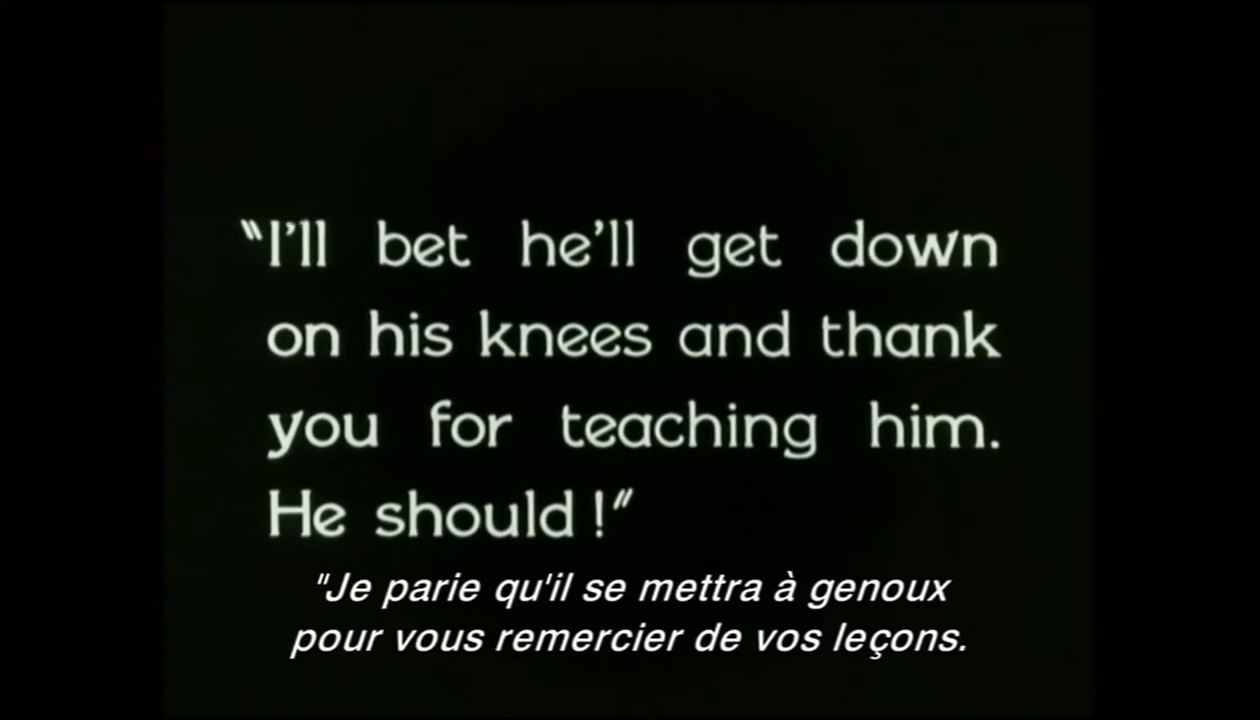 "I'll bet he'll get down
on his knees and thank
you for teaching him.
He should!"
"Je parie qu'il se mettra à genoux
pour vous remercier de vos leçons.